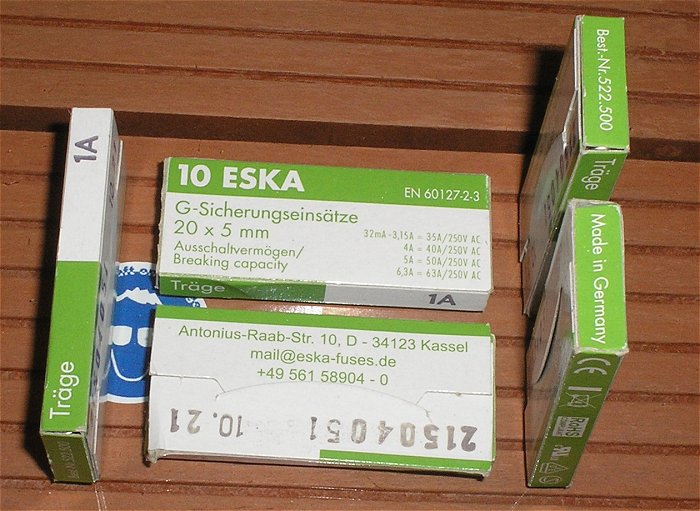 1A
Träge
10 ESKA
EN 60127-2-3
G-Sicherungseinsätze
20 x 5 mm
Ausschaltvermögen/
Breaking capacity
32mA - 3,15A = 35A/250V AC
4A = 40A/250V AC
5A = 50A/250V AC
6,3A = 63A/250V AC
Träge
1A
Antonius-Raab-Str. 10, D - 34123 Kassel
mail@eska-fuses.de
+49 561 58904 - 0
21504051
10.21
Best.-Nr.522.500
Träge
Made in Germany
CE
RoHS